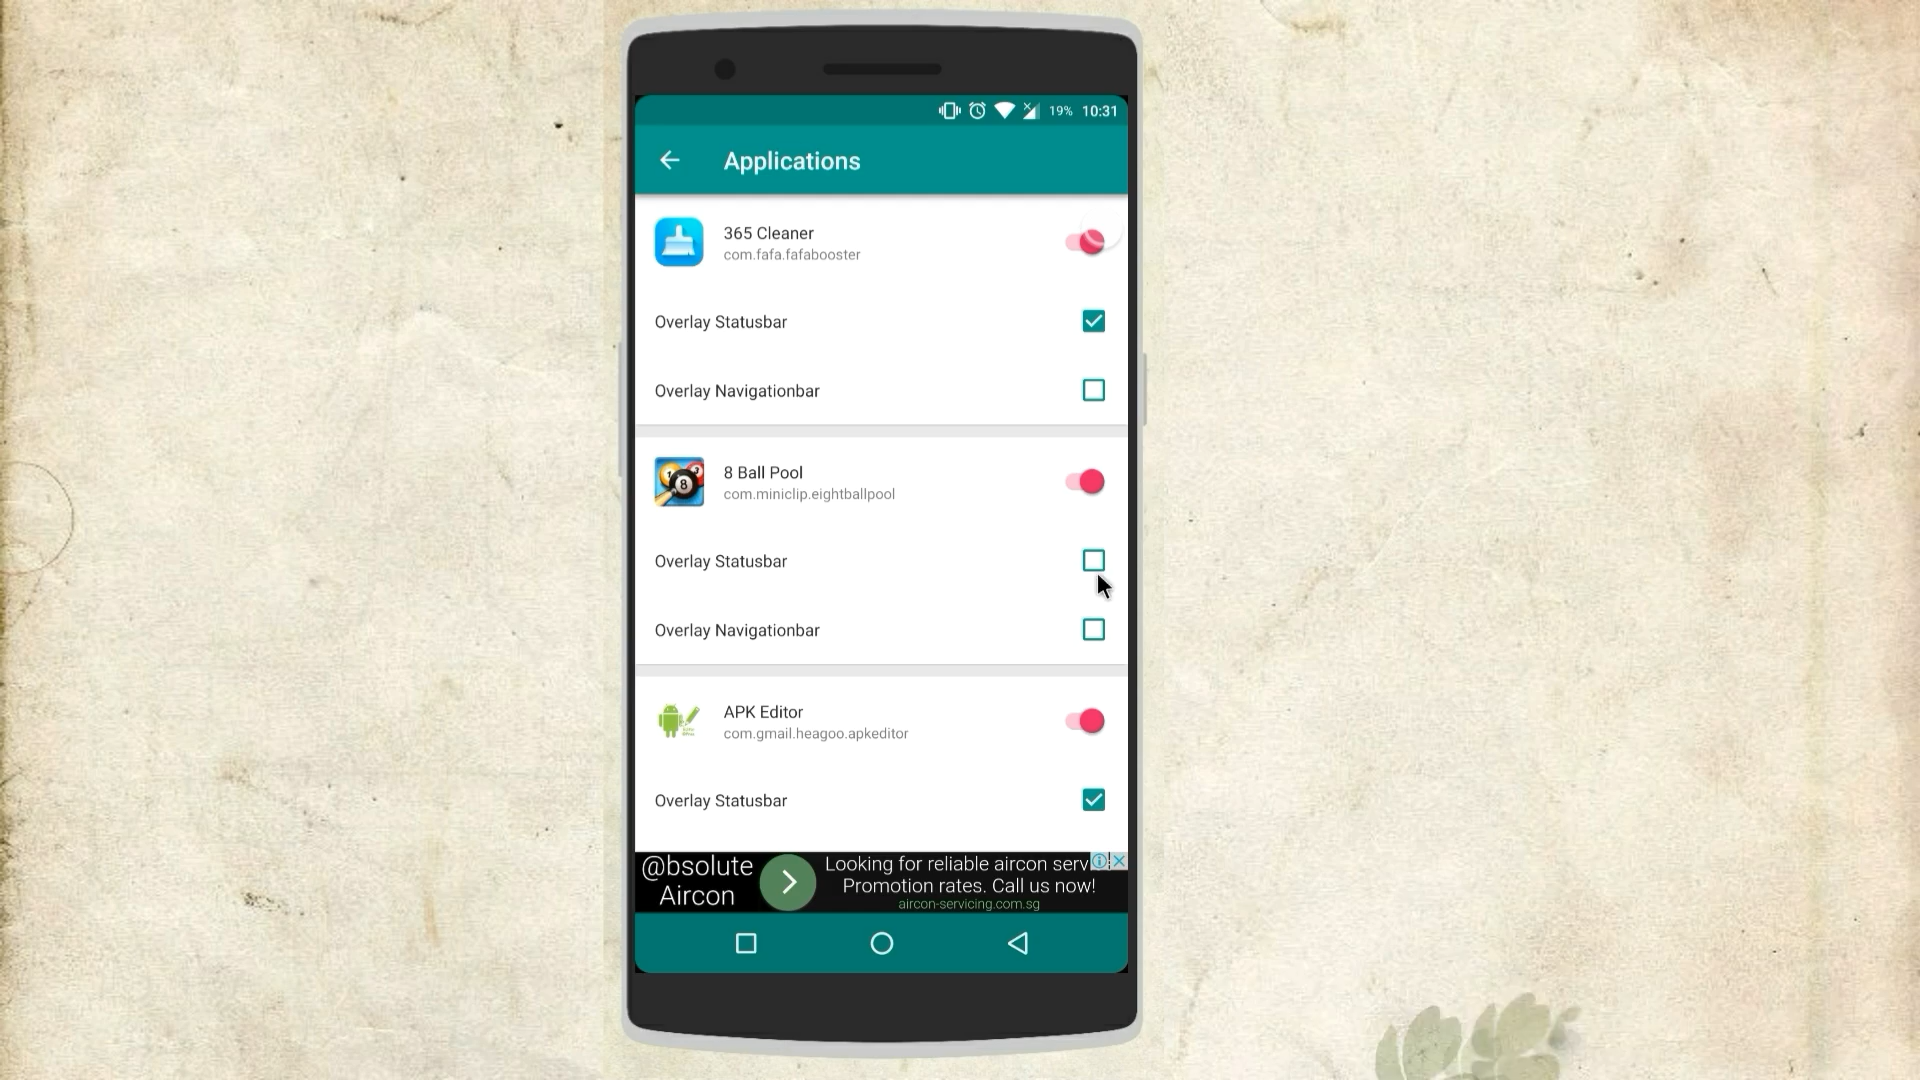 19% 10:31
Applications
365 Cleaner
com.fafa.fafabooster
Overlay Statusbar
Overlay Navigationbar
8 Ball Pool
com.miniclip.eightballpool
Overlay Statusbar
Overlay Navigationbar
APK Editor
com.gmail.heagoo.apkeditor
Overlay Statusbar
@bsolute
Aircon
Looking for reliable aircon serv
Promotion rates. Call us now!
aircon-servicing.com.sg